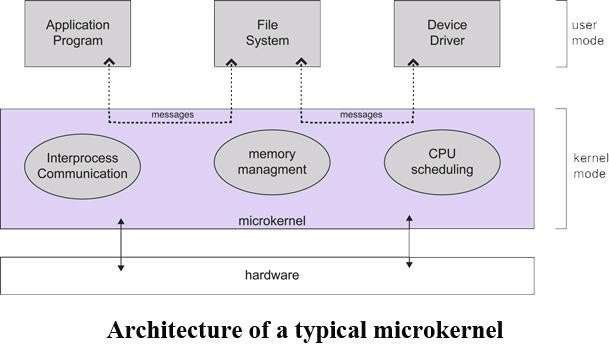 Application
Program
File
System
Device
Driver
user
mode
messages
messages
Interprocess
Communication
memory
managment
CPU
scheduling
kernel
mode
microkernel
hardware
Architecture of a typical microkernel